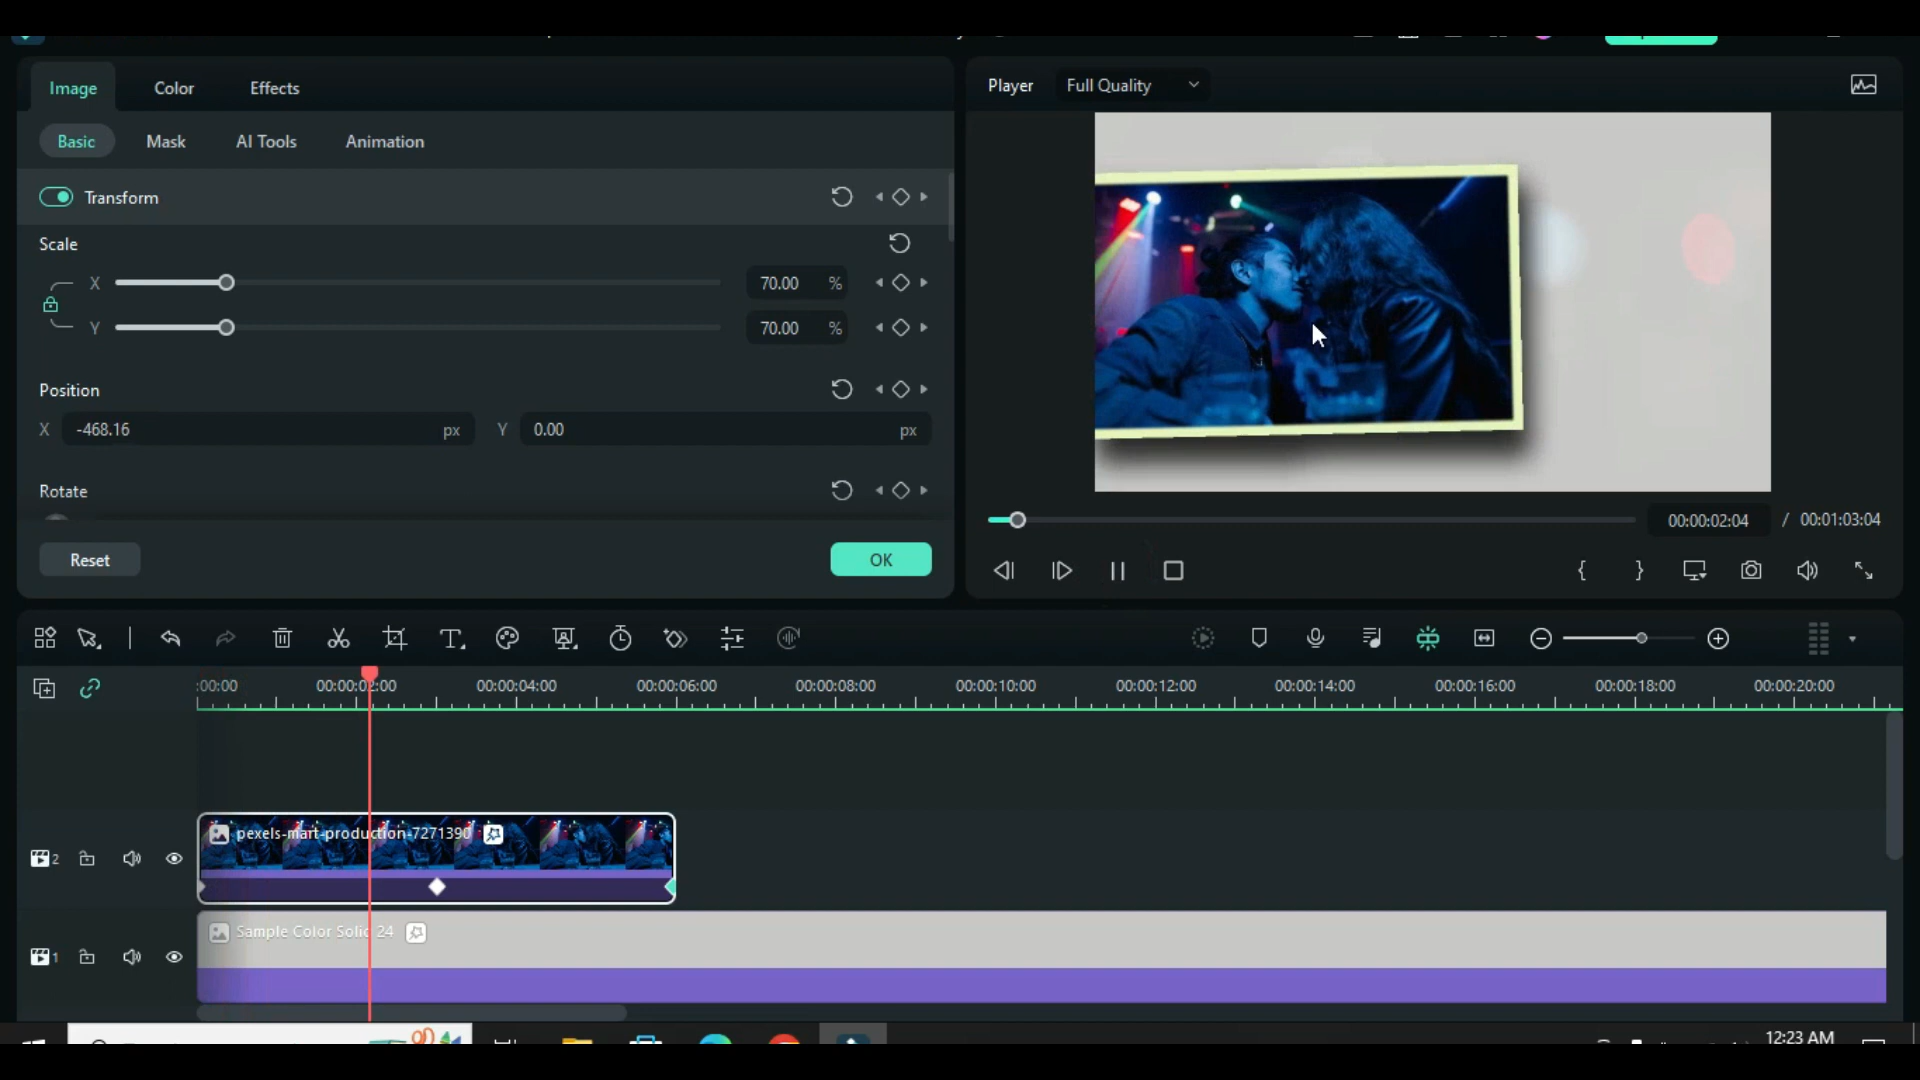 Image Color Effects
Player Full Quality
Basic Mask AI Tools Animation
Transform
Scale
X 70.00 %
Y 70.00 %
Position
X -468.16 px Y 0.00 px
Rotate
00:00:02:04 / 00:01:03:04
Reset OK
:00:00 00:00:02:00 00:00:04:00 00:00:06:00 00:00:08:00 00:00:10:00 00:00:12:00 00:00:14:00 00:00:16:00 00:00:18:00 00:00:20:00
pexels-mart-production-7271390
2
Sample Color Solid 24
1
12:23 AM